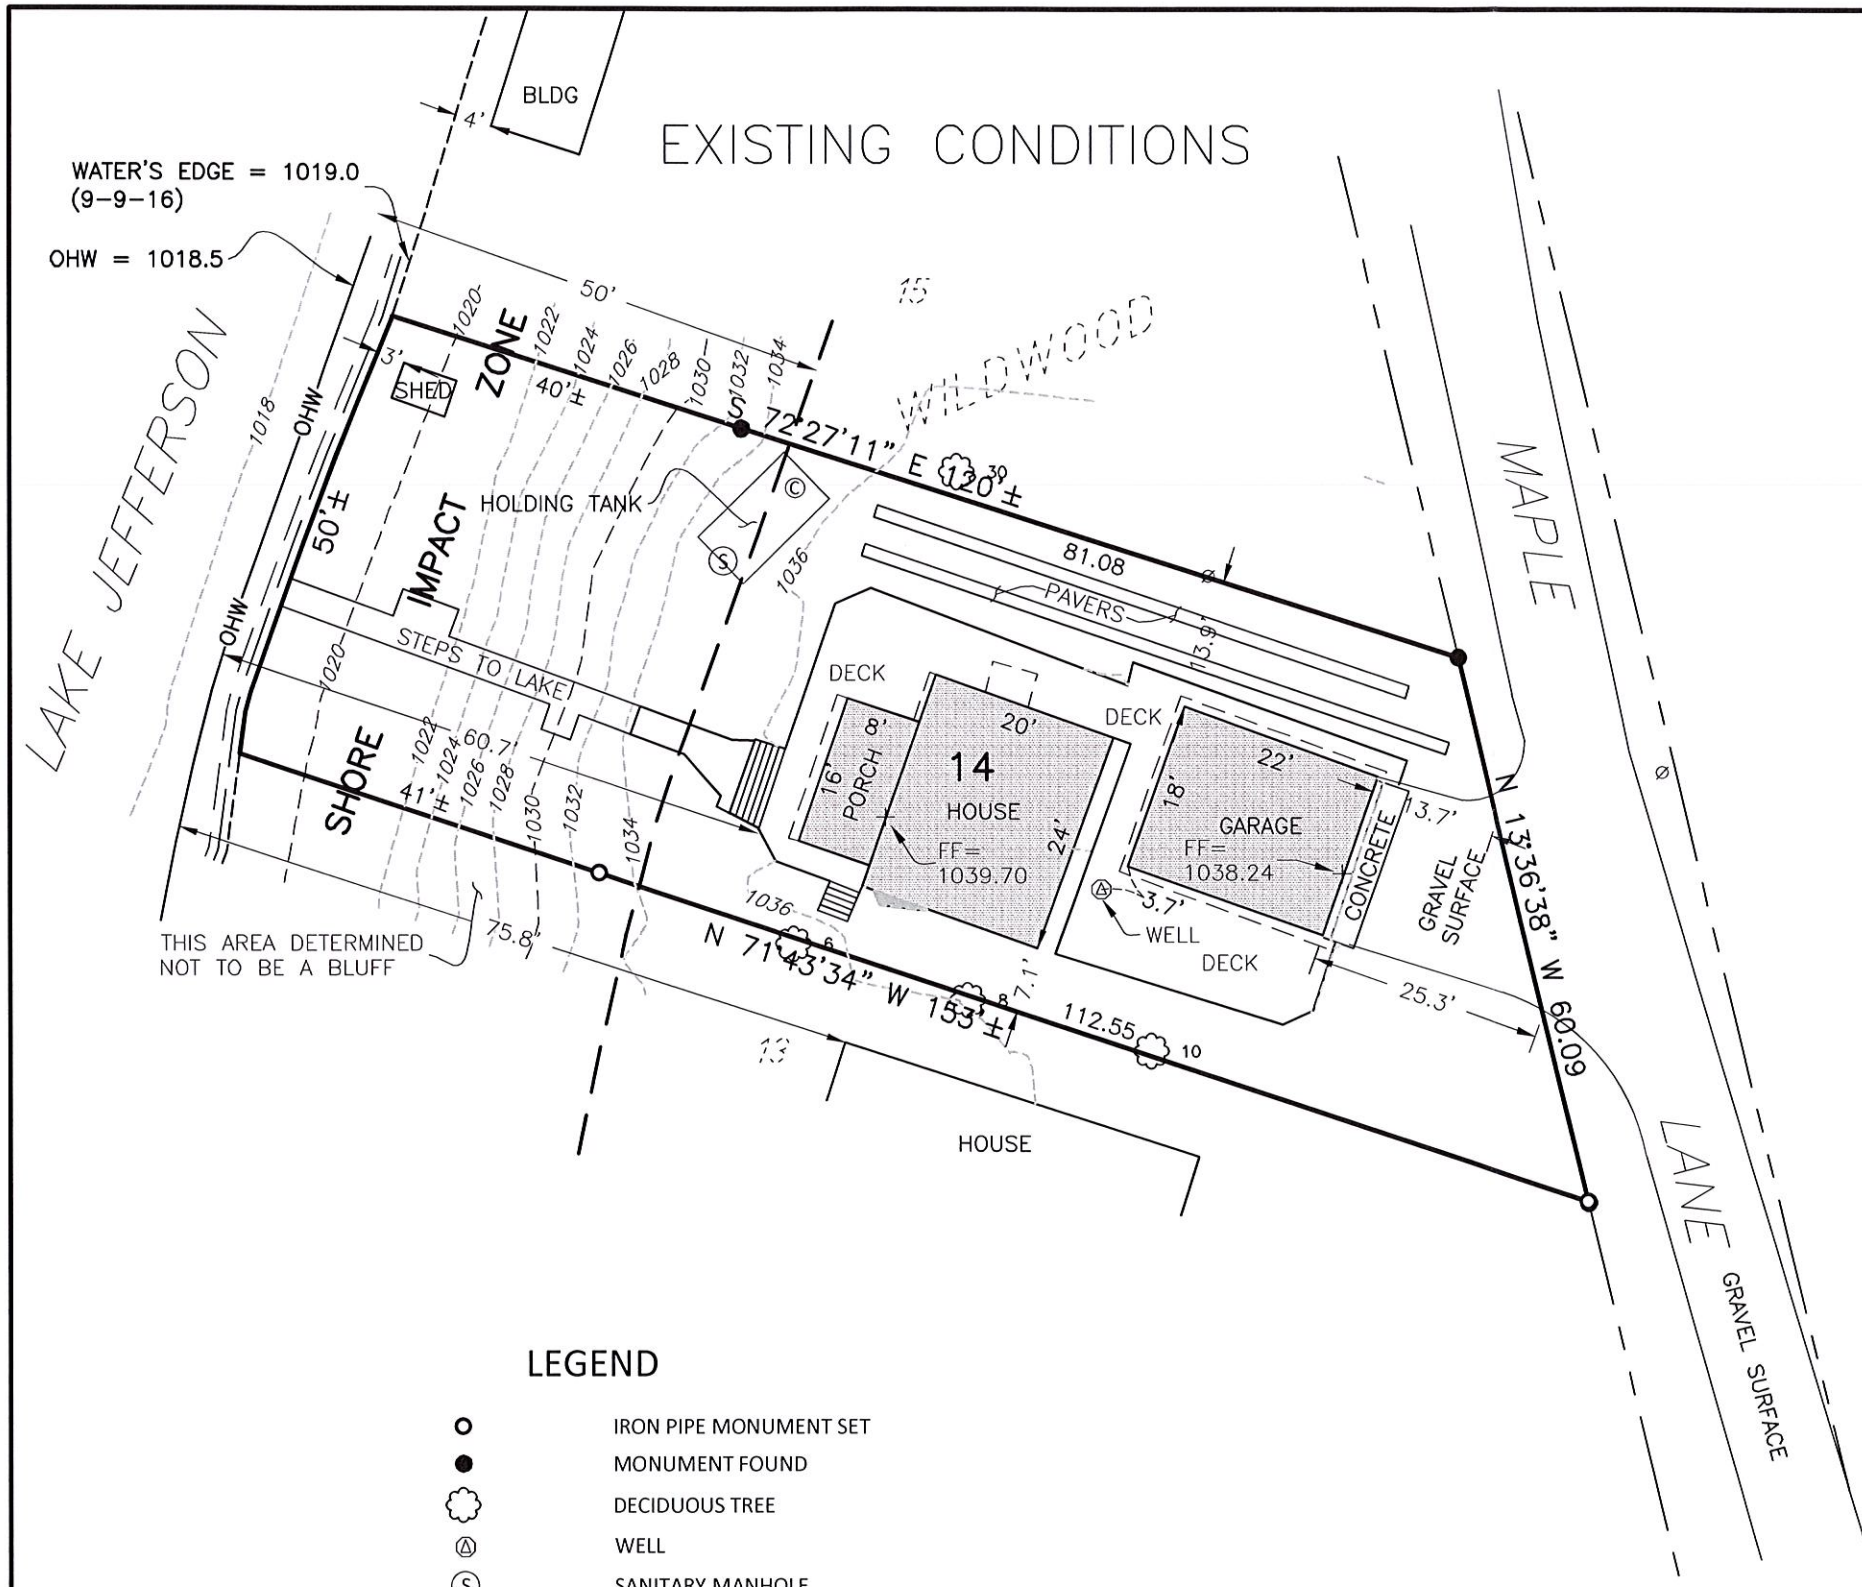 EXISTING CONDITIONS
BLDG
4'
WATER'S EDGE = 1019.0
(9-9-16)
OHW = 1018.5
LAKE JEFFERSON
1018
OHW
OHW
50'
3'
SHED
SHORE IMPACT ZONE
1020
1022
1024
1026
1028
1030
1032
1034
40'±
50'±
15
WILDWOOD
S 72°27'11" E 120'±
30
HOLDING TANK
C
S
1036
81.08
PAVERS
13.9'
MAPLE LANE
STEPS TO LAKE
1020
1022
1024
1026
1028
1030
1032
1034
60.7'
41'±
DECK
8'
16'
PORCH
20'
14
HOUSE
24'
FF=
1039.70
DECK
22'
18'
GARAGE
FF=
1038.24
CONCRETE
13.7'
GRAVEL
SURFACE
N 13°36'38" W 60.09
3.7'
WELL
DECK
25.3'
1036
6
8
10
7.1'
112.55
N 71°43'34" W 153'±
75.8'
THIS AREA DETERMINED
NOT TO BE A BLUFF
13
HOUSE
GRAVEL SURFACE
LEGEND
IRON PIPE MONUMENT SET
MONUMENT FOUND
DECIDUOUS TREE
WELL
S SANITARY MANHOLE